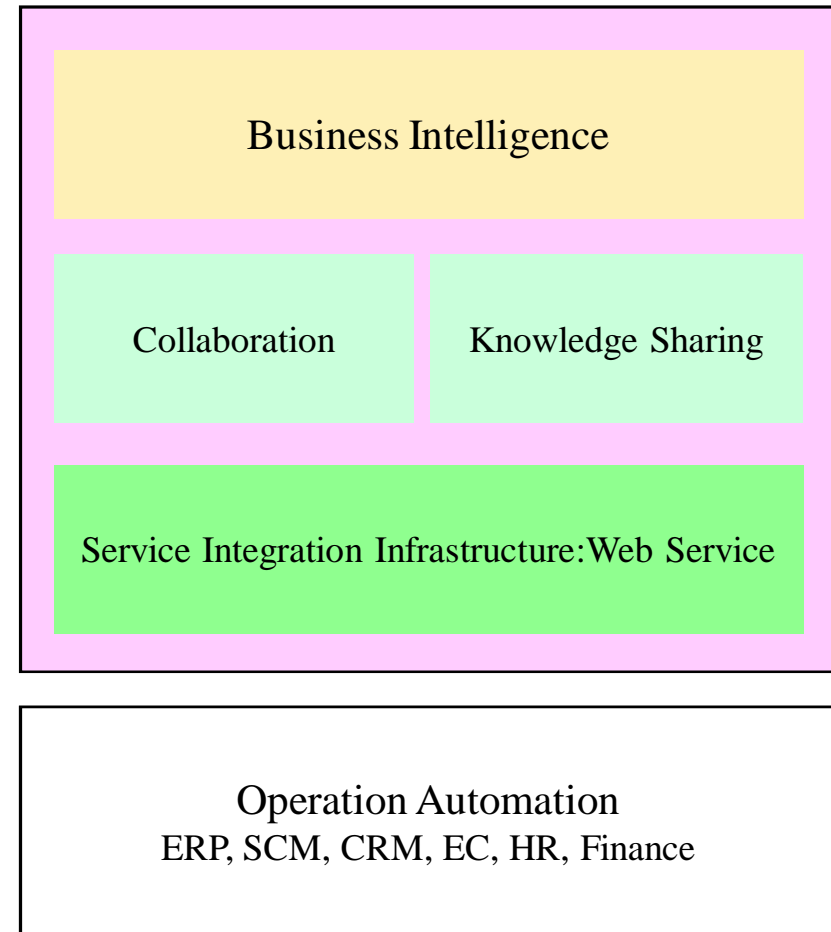 Business Intelligence
Collaboration
Knowledge Sharing
Service Integration Infrastructure:Web Service
Operation Automation
ERP, SCM, CRM, EC, HR, Finance